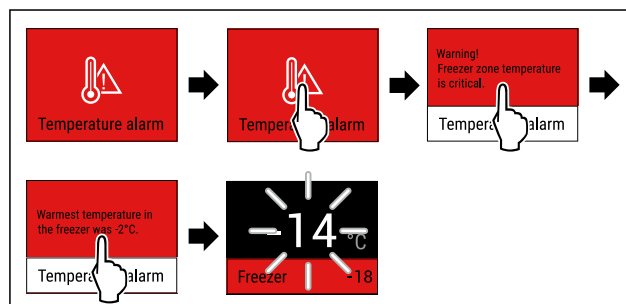 Temperature alarm
Tempera alarm
Warning!
Freezer zone temperature
is critical.
Tempera alarm
Warmest temperature in
the freezer was -2°C.
Tempera alarm
-14 °C
Freezer -18